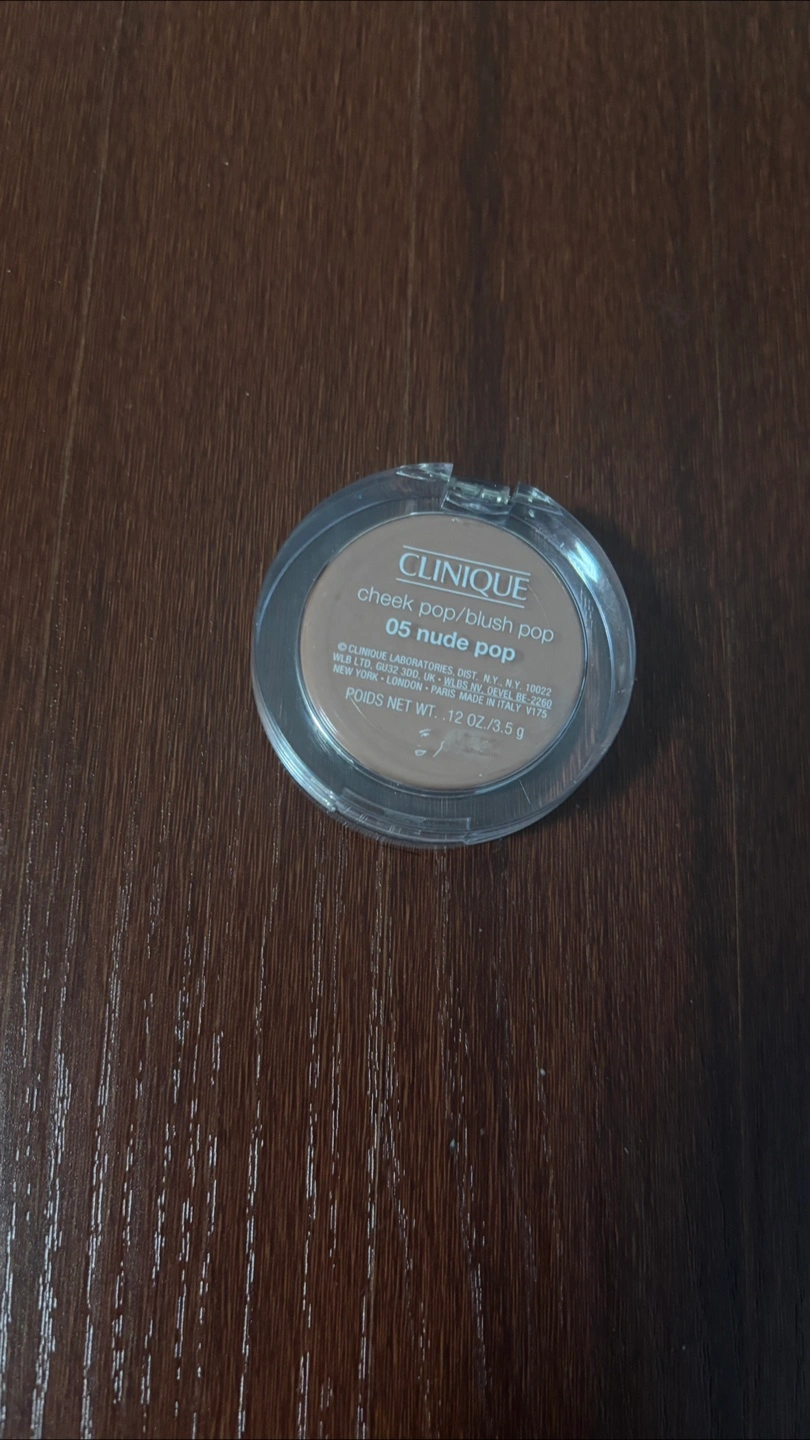 CLINIQUE
cheek pop/blush pop
05 nude pop
© CLINIQUE LABORATORIES, DIST. N.Y., N.Y. 10022
WLB LTD, GU32 3DD, UK • WLBS NV, DEVEL BE-2260
NEW YORK • LONDON • PARIS MADE IN ITALY V175
POIDS NET WT. .12 OZ./3.5 g